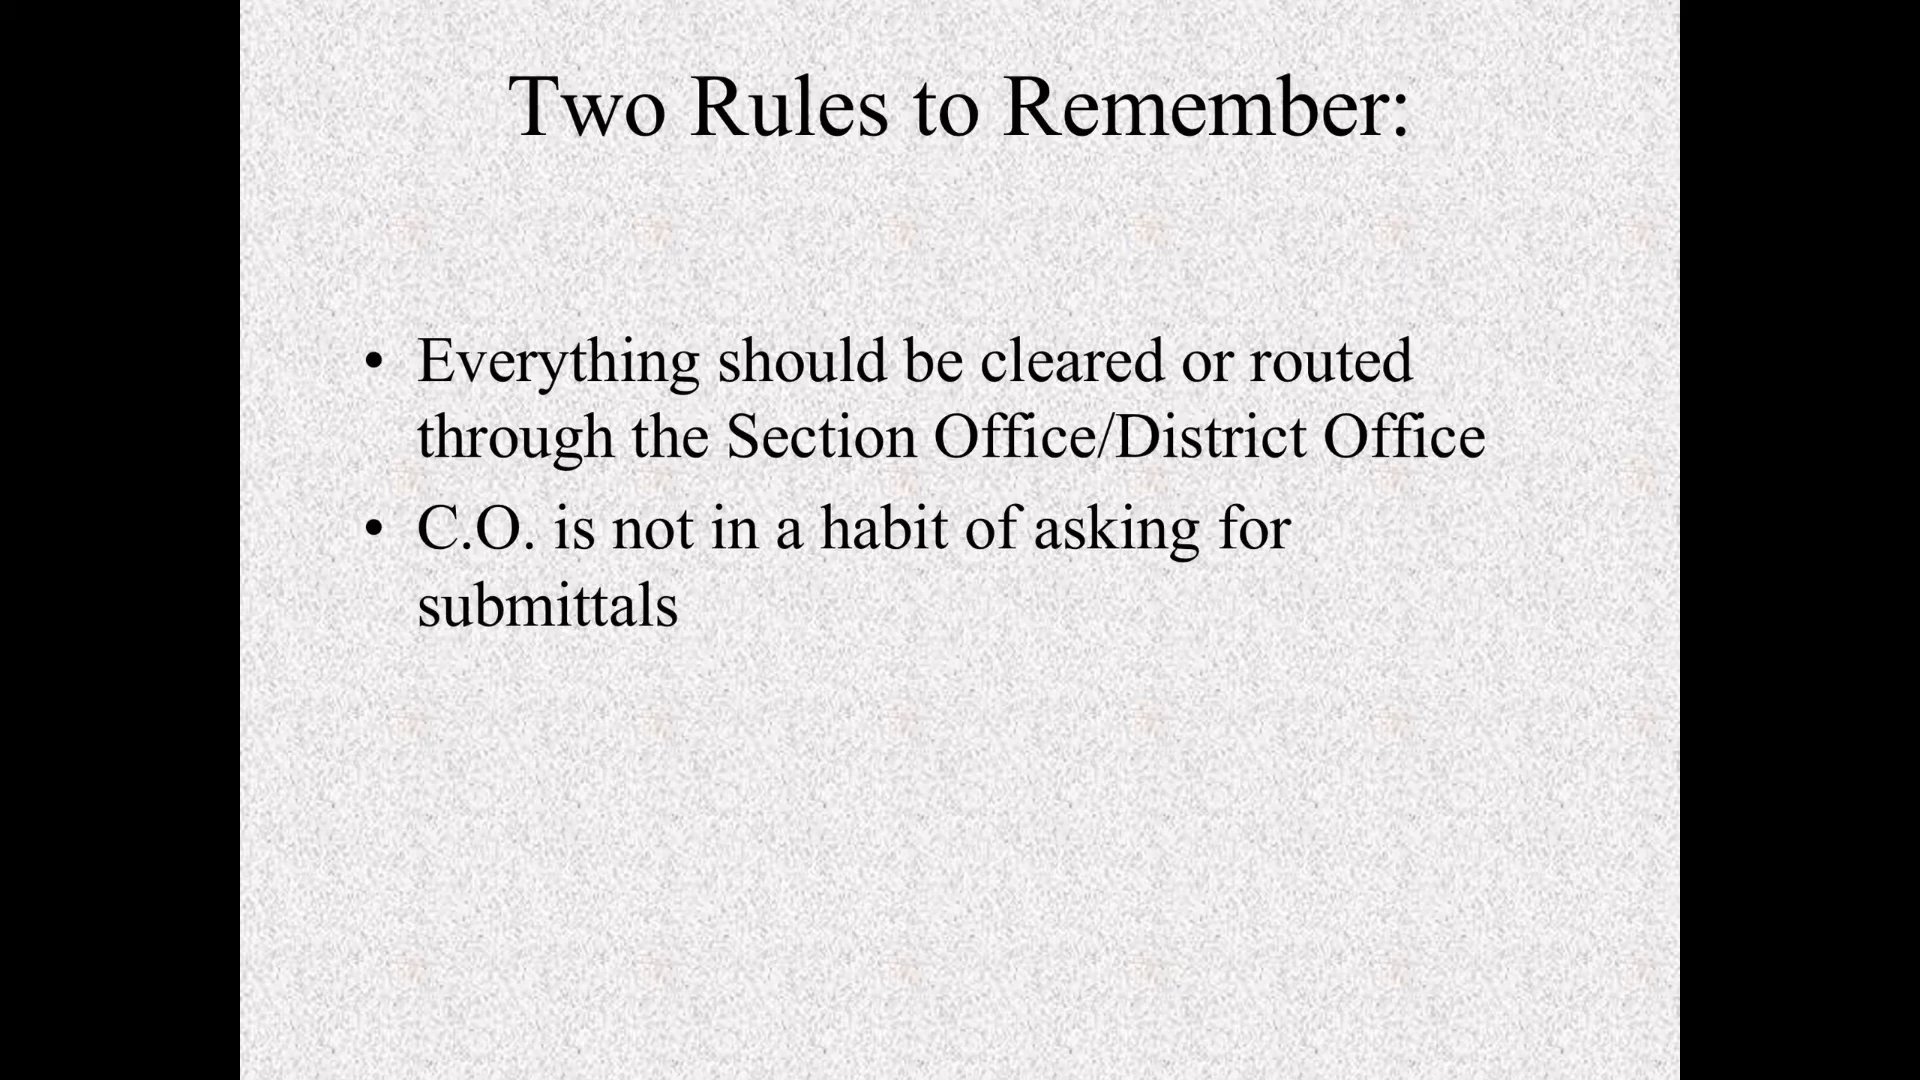 Two Rules to Remember:
• Everything should be cleared or routed
through the Section Office/District Office
• C.O. is not in a habit of asking for
submittals